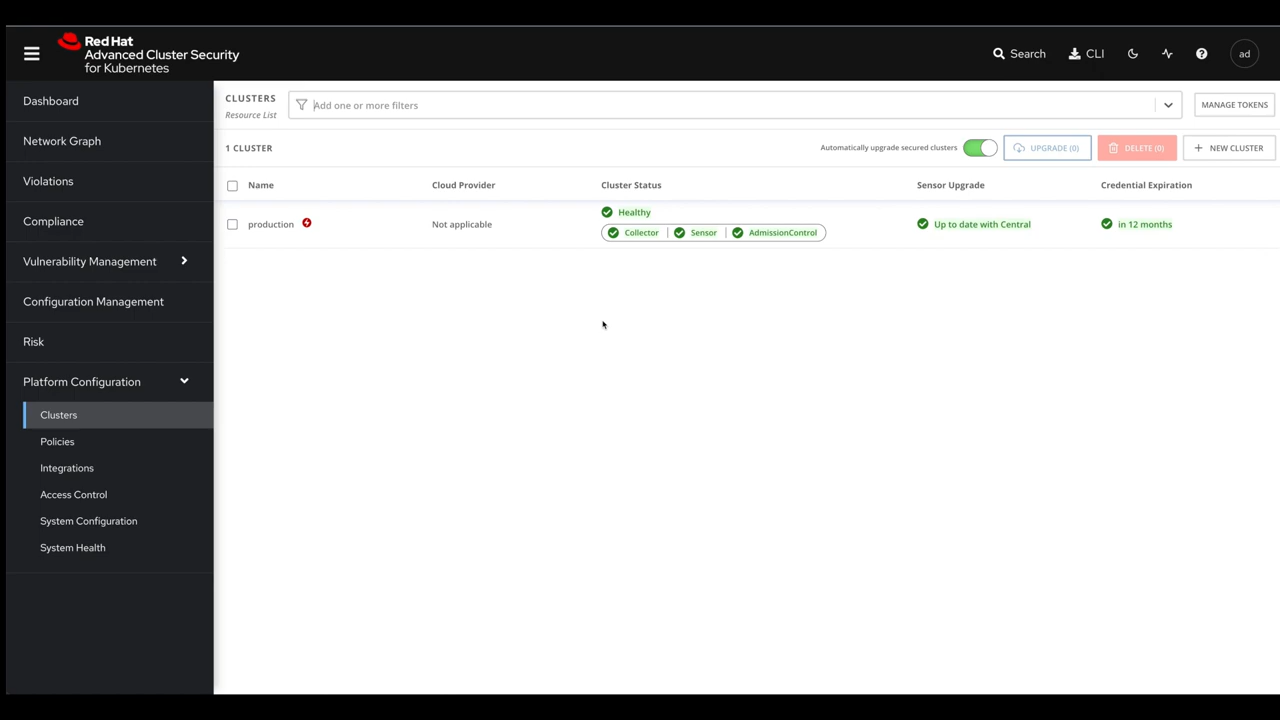 Red Hat
Advanced Cluster Security
for Kubernetes
Search
CLI
ad
Dashboard
Network Graph
Violations
Compliance
Vulnerability Management
Configuration Management
Risk
Platform Configuration
Clusters
Policies
Integrations
Access Control
System Configuration
System Health
CLUSTERS
Resource List
Add one or more filters
MANAGE TOKENS
1 CLUSTER
Automatically upgrade secured clusters
UPGRADE (0)
DELETE (0)
NEW CLUSTER
Name Cloud Provider Cluster Status Sensor Upgrade Credential Expiration
production Not applicable Healthy Up to date with Central in 12 months
Collector Sensor AdmissionControl